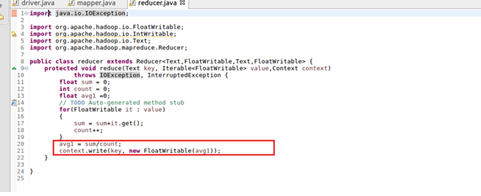 driver.java mapper.java reducer.java
1 import java.io.IOException;
2
3 import org.apache.hadoop.io.FloatWritable;
4 import org.apache.hadoop.io.IntWritable;
5 import org.apache.hadoop.io.Text;
6 import org.apache.hadoop.mapreduce.Reducer;
7
8 public class reducer extends Reducer<Text,FloatWritable,Text,FloatWritable> {
9 protected void reduce(Text key, Iterable<FloatWritable> value,Context context)
10 throws IOException, InterruptedException {
11 float sum = 0;
12 int count = 0;
13 float avg1 =0;
14 // TODO Auto-generated method stub
15 for(FloatWritable it : value)
16 {
17 sum = sum+it.get();
18 count++;
19 }
20 avg1 = sum/count;
21 context.write(key, new FloatWritable(avg1));
22 }
23
24 }
25